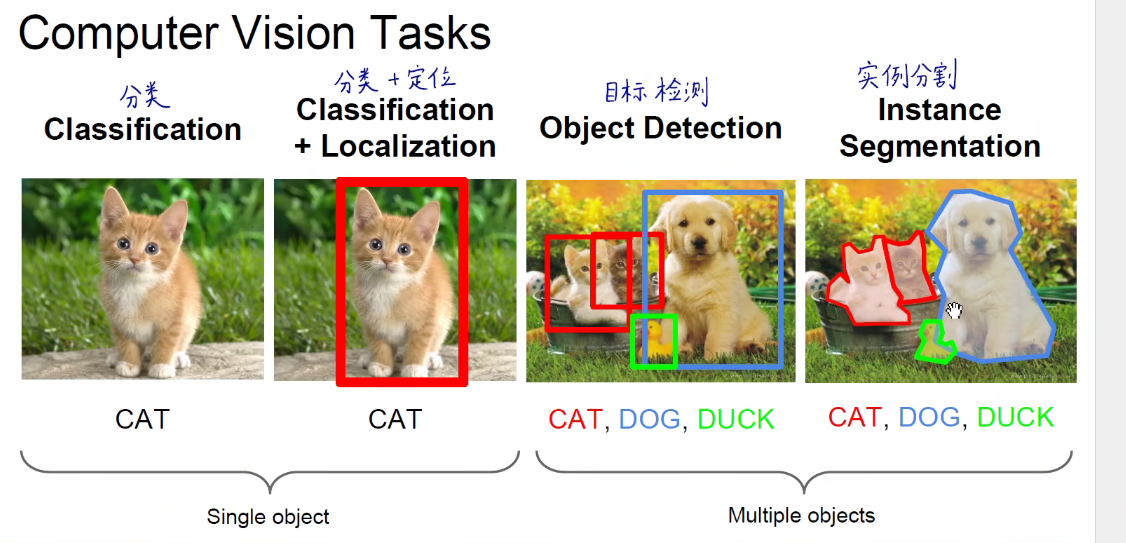 Computer Vision Tasks
分类
Classification
分类+定位
Classification
+ Localization
目标检测
Object Detection
实例分割
Instance
Segmentation
CAT
CAT
CAT, DOG, DUCK
CAT, DOG, DUCK
Single object
Multiple objects